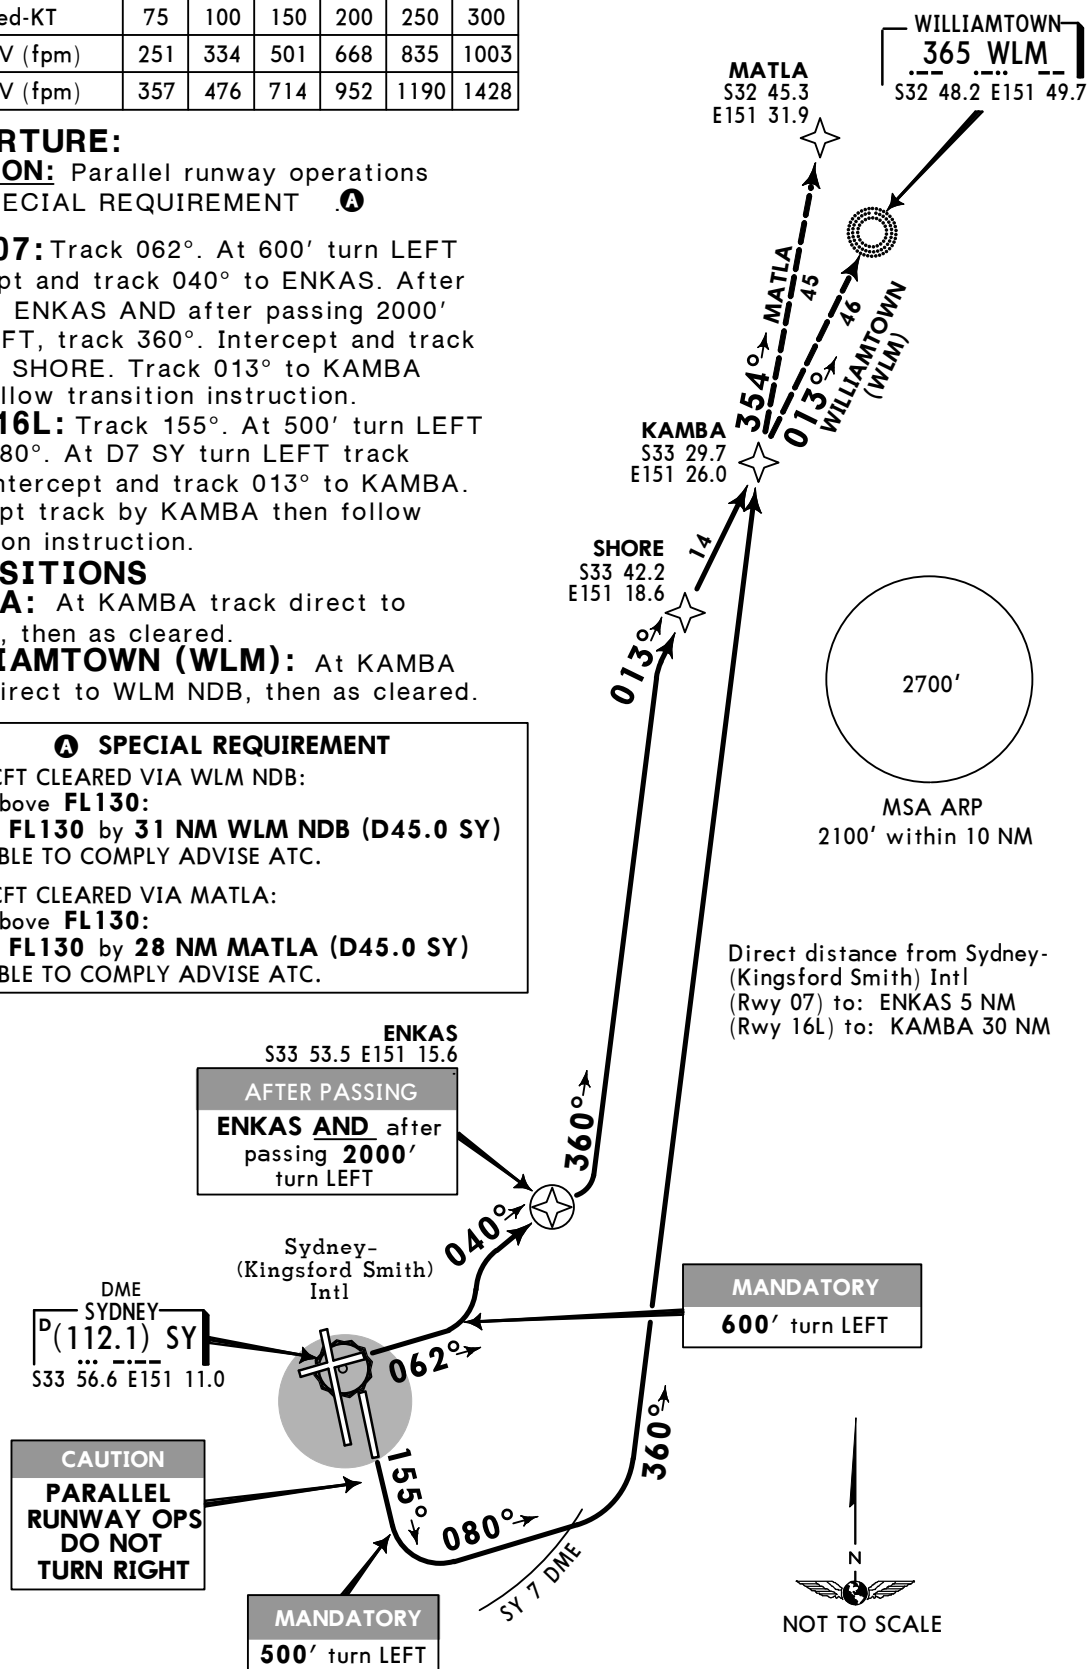 ed-KT 75 100 150 200 250 300
V (fpm) 251 334 501 668 835 1003
V (fpm) 357 476 714 952 1190 1428
RTURE:
ON: Parallel runway operations
ECIAL REQUIREMENT . A
07: Track 062°. At 600' turn LEFT
pt and track 040° to ENKAS. After
ENKAS AND after passing 2000'
FT, track 360°. Intercept and track
SHORE. Track 013° to KAMBA
llow transition instruction.
16L: Track 155°. At 500' turn LEFT
80°. At D7 SY turn LEFT track
ntercept and track 013° to KAMBA.
pt track by KAMBA then follow
on instruction.
SITIONS
A: At KAMBA track direct to
, then as cleared.
IAMTOWN (WLM): At KAMBA
irect to WLM NDB, then as cleared.
A SPECIAL REQUIREMENT
CFT CLEARED VIA WLM NDB:
bove FL130:
FL130 by 31 NM WLM NDB (D45.0 SY)
BLE TO COMPLY ADVISE ATC.
CFT CLEARED VIA MATLA:
bove FL130:
FL130 by 28 NM MATLA (D45.0 SY)
BLE TO COMPLY ADVISE ATC.
WILLIAMTOWN
365 WLM
S32 48.2 E151 49.7
MATLA
S32 45.3
E151 31.9
354° MATLA
45
46
013° WILLIAMTOWN
(WLM)
KAMBA
S33 29.7
E151 26.0
14
SHORE
S33 42.2
E151 18.6
013°
2700'
MSA ARP
2100' within 10 NM
Direct distance from Sydney-
(Kingsford Smith) Intl
(Rwy 07) to: ENKAS 5 NM
(Rwy 16L) to: KAMBA 30 NM
ENKAS
S33 53.5 E151 15.6
AFTER PASSING
ENKAS AND after
passing 2000'
turn LEFT
360°
040°
Sydney-
(Kingsford Smith)
Intl
MANDATORY
600' turn LEFT
DME
SYDNEY
D (112.1) SY
S33 56.6 E151 11.0
062°
CAUTION
PARALLEL
RUNWAY OPS
DO NOT
TURN RIGHT
155°
080°
360°
SY 7 DME
MANDATORY
500' turn LEFT
N
NOT TO SCALE